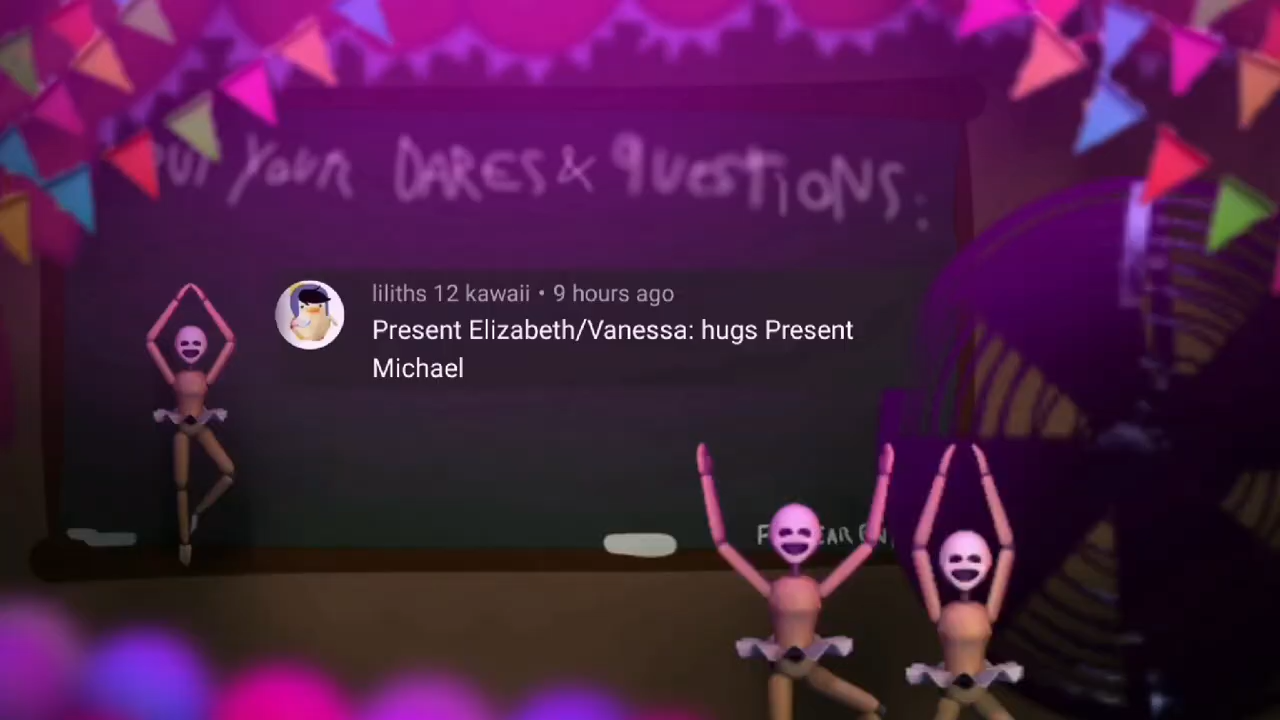 PUT YOUR DARES & QUESTIONS:
liliths 12 kawaii • 9 hours ago
Present Elizabeth/Vanessa: hugs Present
Michael